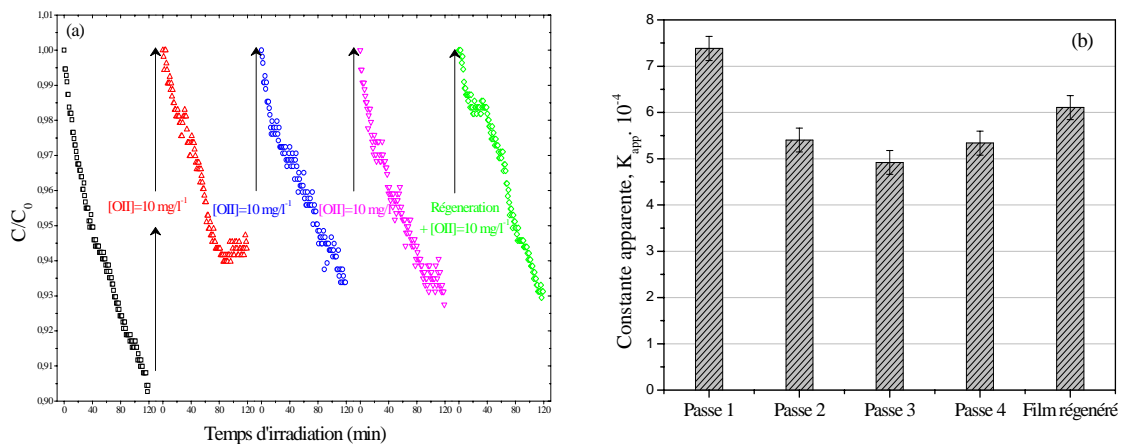 (a)
1,00
0,99
0,98
0,97
0,96
0,95
0,94
0,93
0,92
0,91
0,90
C/C0
[OII]=10 mg/l-1
[OII]=10 mg/l-1
[OII]=10 mg/l-1
Régeneration
+ [OII]=10 mg/l-1
0 40 80 120 0 40 80 120 0 40 80 120 0 40 80 120 0 40 80 120
Temps d'irradiation (min)
(b)
8
7
6
5
4
3
2
1
0
Constante apparente, Kapp. 10-4
Passe 1 Passe 2 Passe 3 Passe 4 Film régenéré